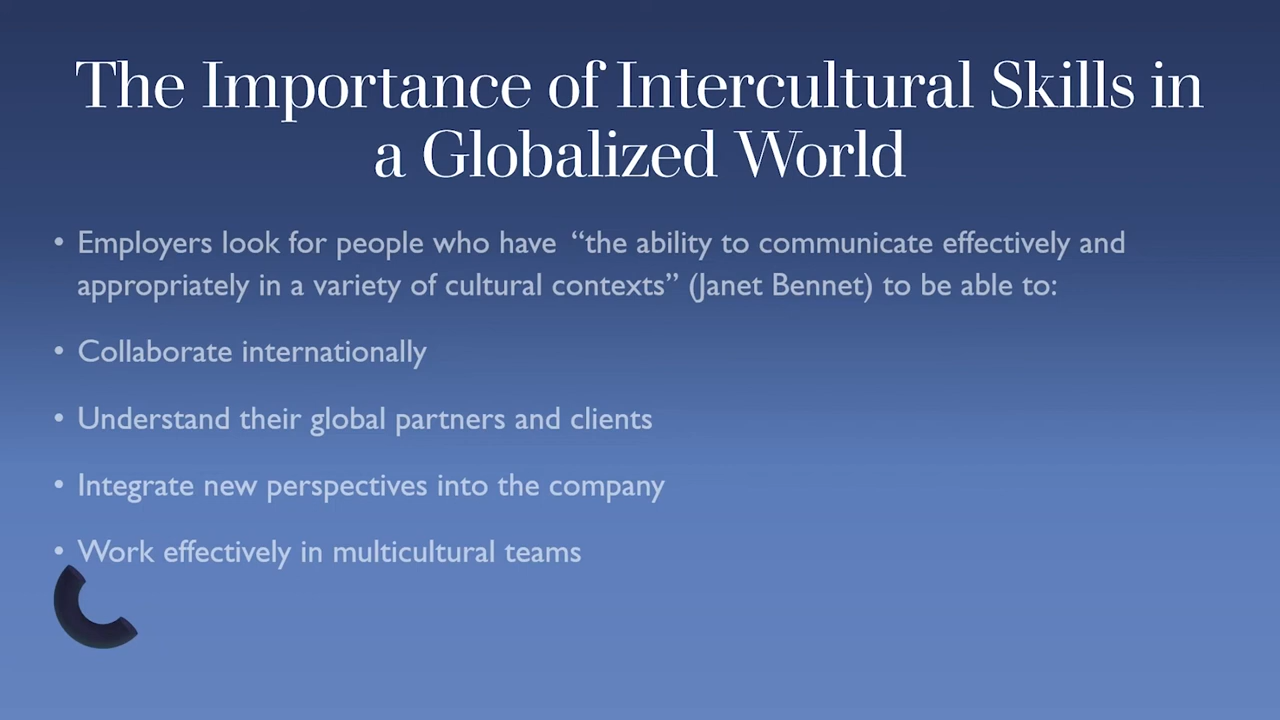 The Importance of Intercultural Skills in
a Globalized World
• Employers look for people who have “the ability to communicate effectively and
appropriately in a variety of cultural contexts” (Janet Bennet) to be able to:
• Collaborate internationally
• Understand their global partners and clients
• Integrate new perspectives into the company
• Work effectively in multicultural teams